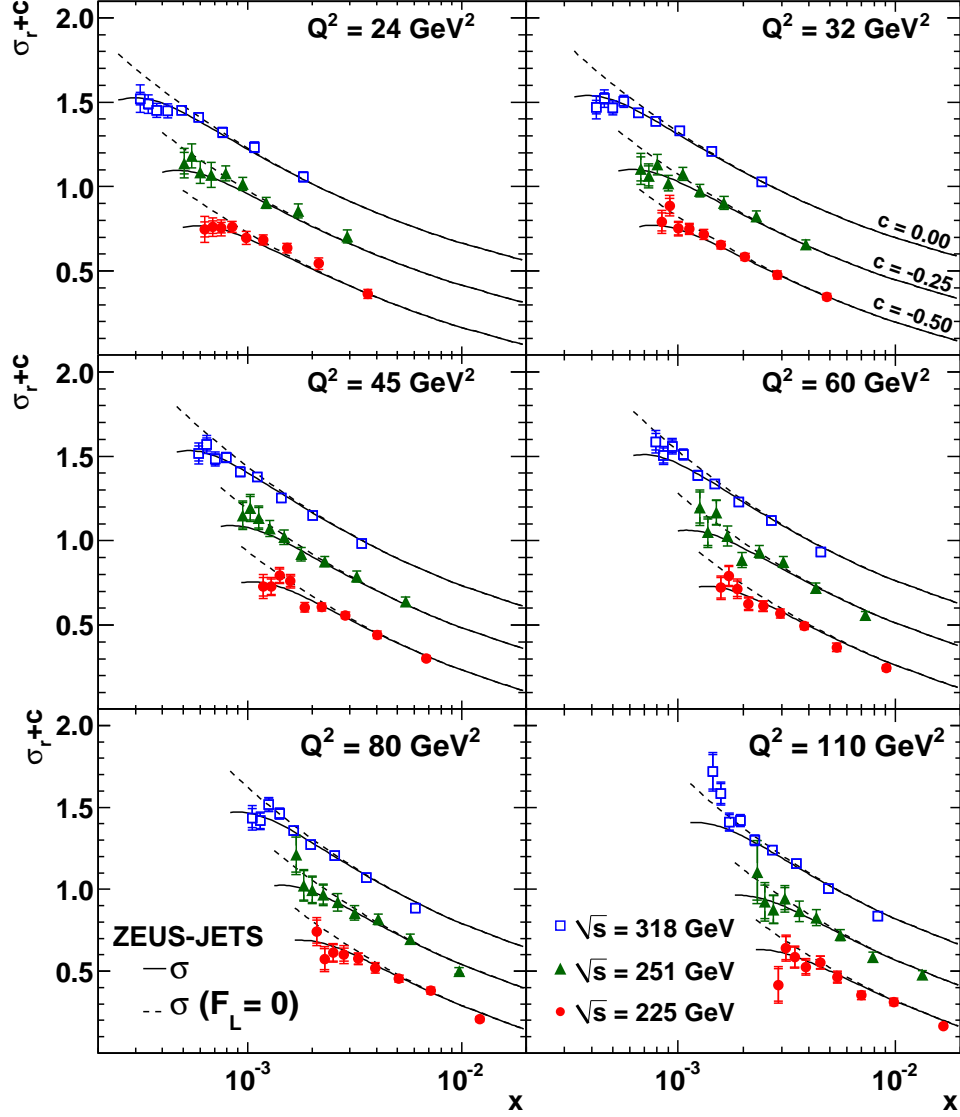 σr+c
2.0
1.5
1.0
0.5
Q² = 24 GeV²
Q² = 32 GeV²
c = 0.00
c = -0.25
c = -0.50
σr+c
2.0
1.5
1.0
0.5
Q² = 45 GeV²
Q² = 60 GeV²
σr+c
2.0
1.5
1.0
0.5
Q² = 80 GeV²
ZEUS-JETS
σ
σ (F_L = 0)
Q² = 110 GeV²
√s = 318 GeV
√s = 251 GeV
√s = 225 GeV
10⁻³
10⁻²
x
10⁻³
10⁻²
x